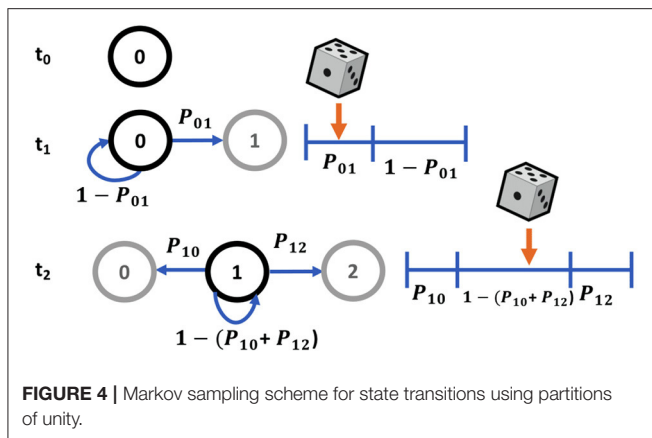 t₀
0
t₁
0
P₀₁
1
1 − P₀₁
P₀₁
1 − P₀₁
t₂
0
P₁₀
1
P₁₂
2
1 − (P₁₀+ P₁₂)
P₁₀
1 − (P₁₀+ P₁₂)
P₁₂
FIGURE 4 | Markov sampling scheme for state transitions using partitions
of unity.